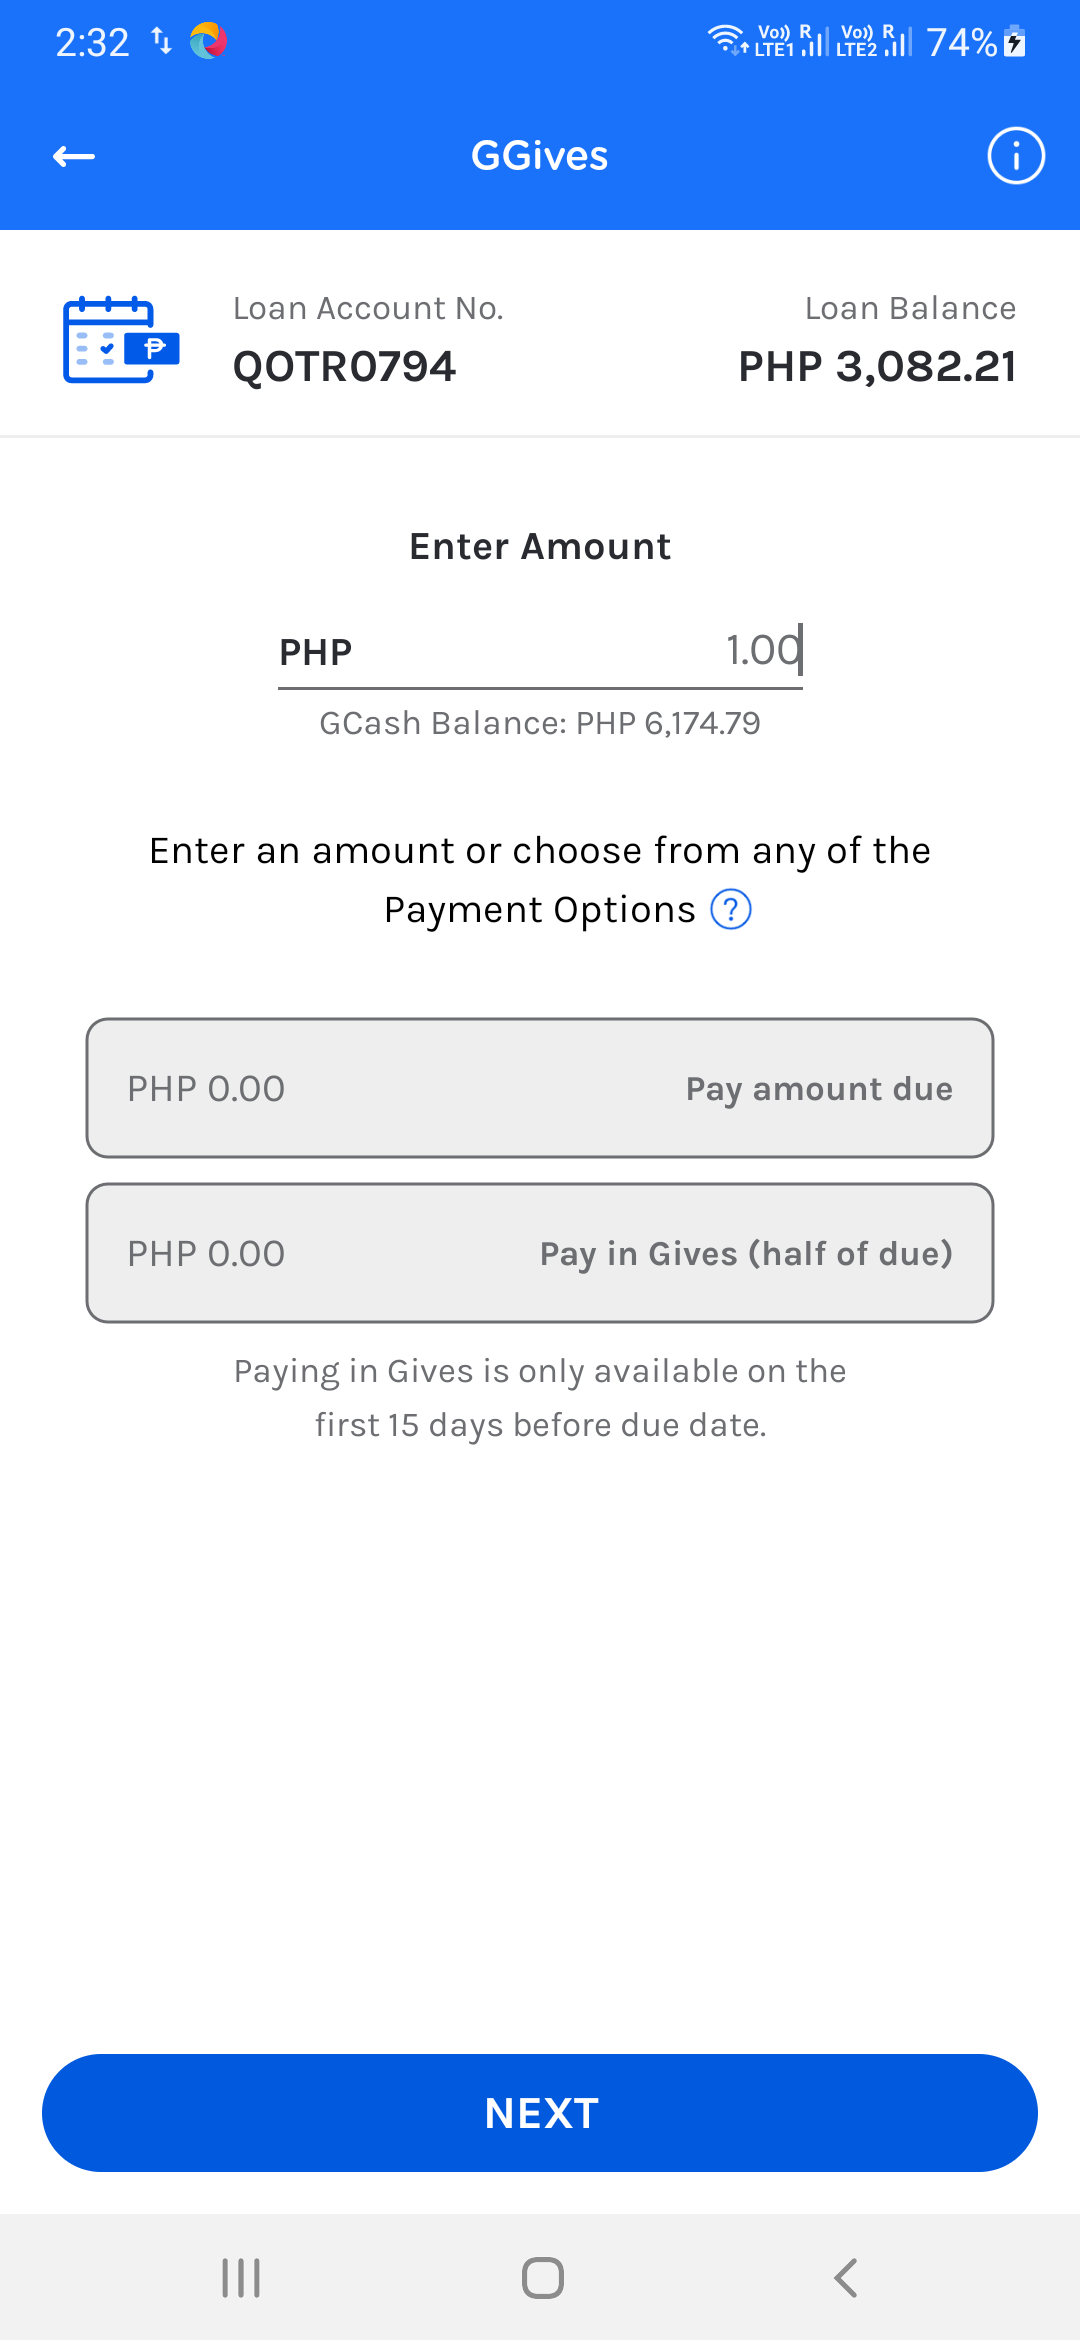 2:32
Vo)) R Vo)) R
LTE1 LTE2 74%
GGives
Loan Account No. Loan Balance
QOTR0794 PHP 3,082.21
Enter Amount
PHP 1.00
GCash Balance: PHP 6,174.79
Enter an amount or choose from any of the
Payment Options ?
PHP 0.00 Pay amount due
PHP 0.00 Pay in Gives (half of due)
Paying in Gives is only available on the
first 15 days before due date.
NEXT